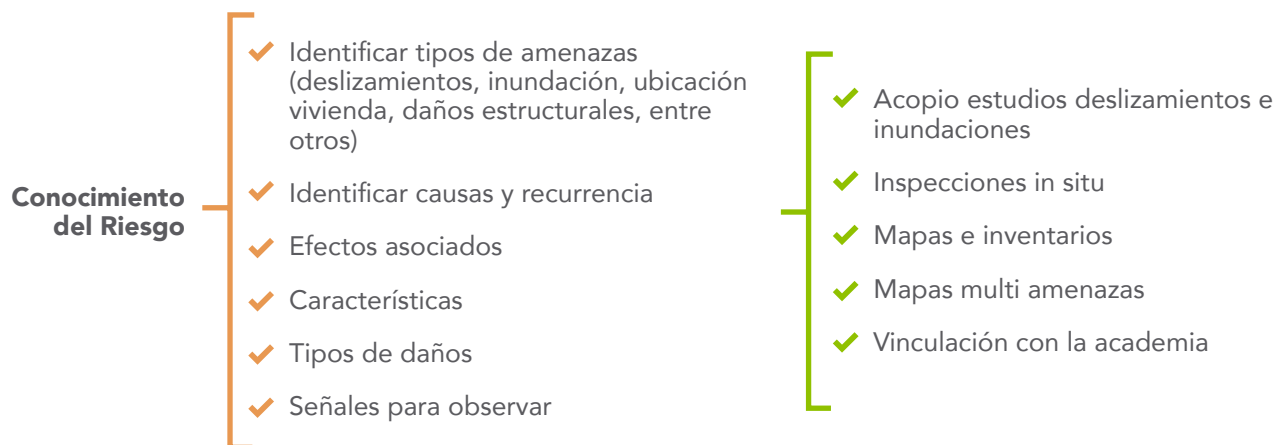 Conocimiento
del Riesgo
Identificar tipos de amenazas
(deslizamientos, inundación, ubicación
vivienda, daños estructurales, entre
otros)
Identificar causas y recurrencia
Efectos asociados
Características
Tipos de daños
Señales para observar
Acopio estudios deslizamientos e
inundaciones
Inspecciones in situ
Mapas e inventarios
Mapas multi amenazas
Vinculación con la academia